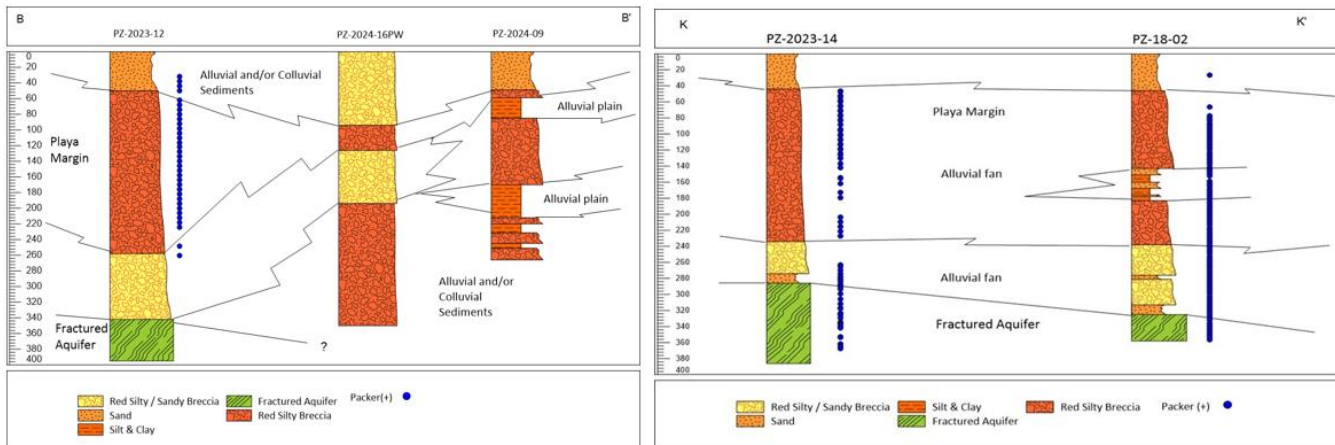 B
B'
PZ-2023-12
PZ-2024-16PW
PZ-2024-09
0
20
40
60
80
100
120
140
160
180
200
220
240
260
280
300
320
340
360
380
400
Alluvial and/or Colluvial
Sediments
Alluvial plain
Playa
Margin
Alluvial plain
Alluvial and/or
Colluvial
Sediments
Fractured
Aquifer
?
Red Silty / Sandy Breccia
Fractured Aquifer
Packer(+)
Sand
Red Silty Breccia
Silt & Clay
K
K'
PZ-2023-14
PZ-18-02
0
20
40
60
80
100
120
140
160
180
200
220
240
260
280
300
320
340
360
380
400
Playa Margin
Alluvial fan
Alluvial fan
Fractured Aquifer
Red Silty / Sandy Breccia
Silt & Clay
Red Silty Breccia
Packer (+)
Sand
Fractured Aquifer